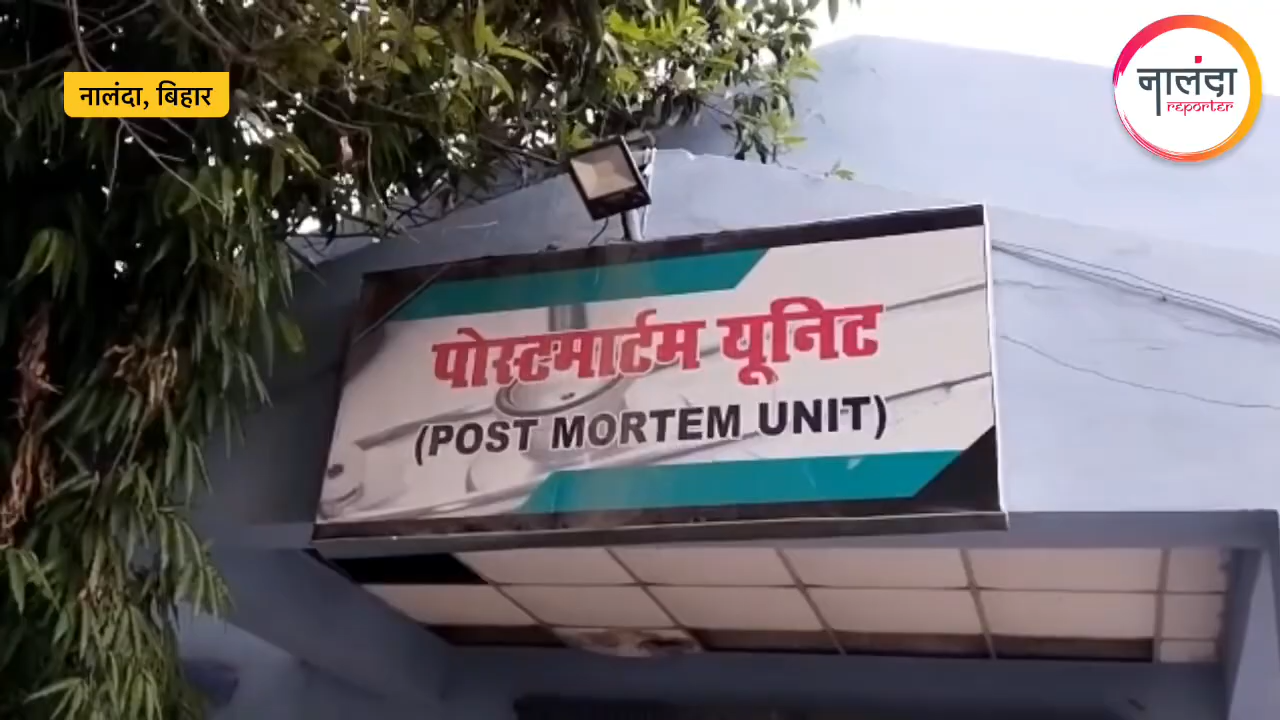 नालंदा, बिहार
नालंदा
reporter
पोस्टमार्टम यूनिट
(POST MORTEM UNIT)